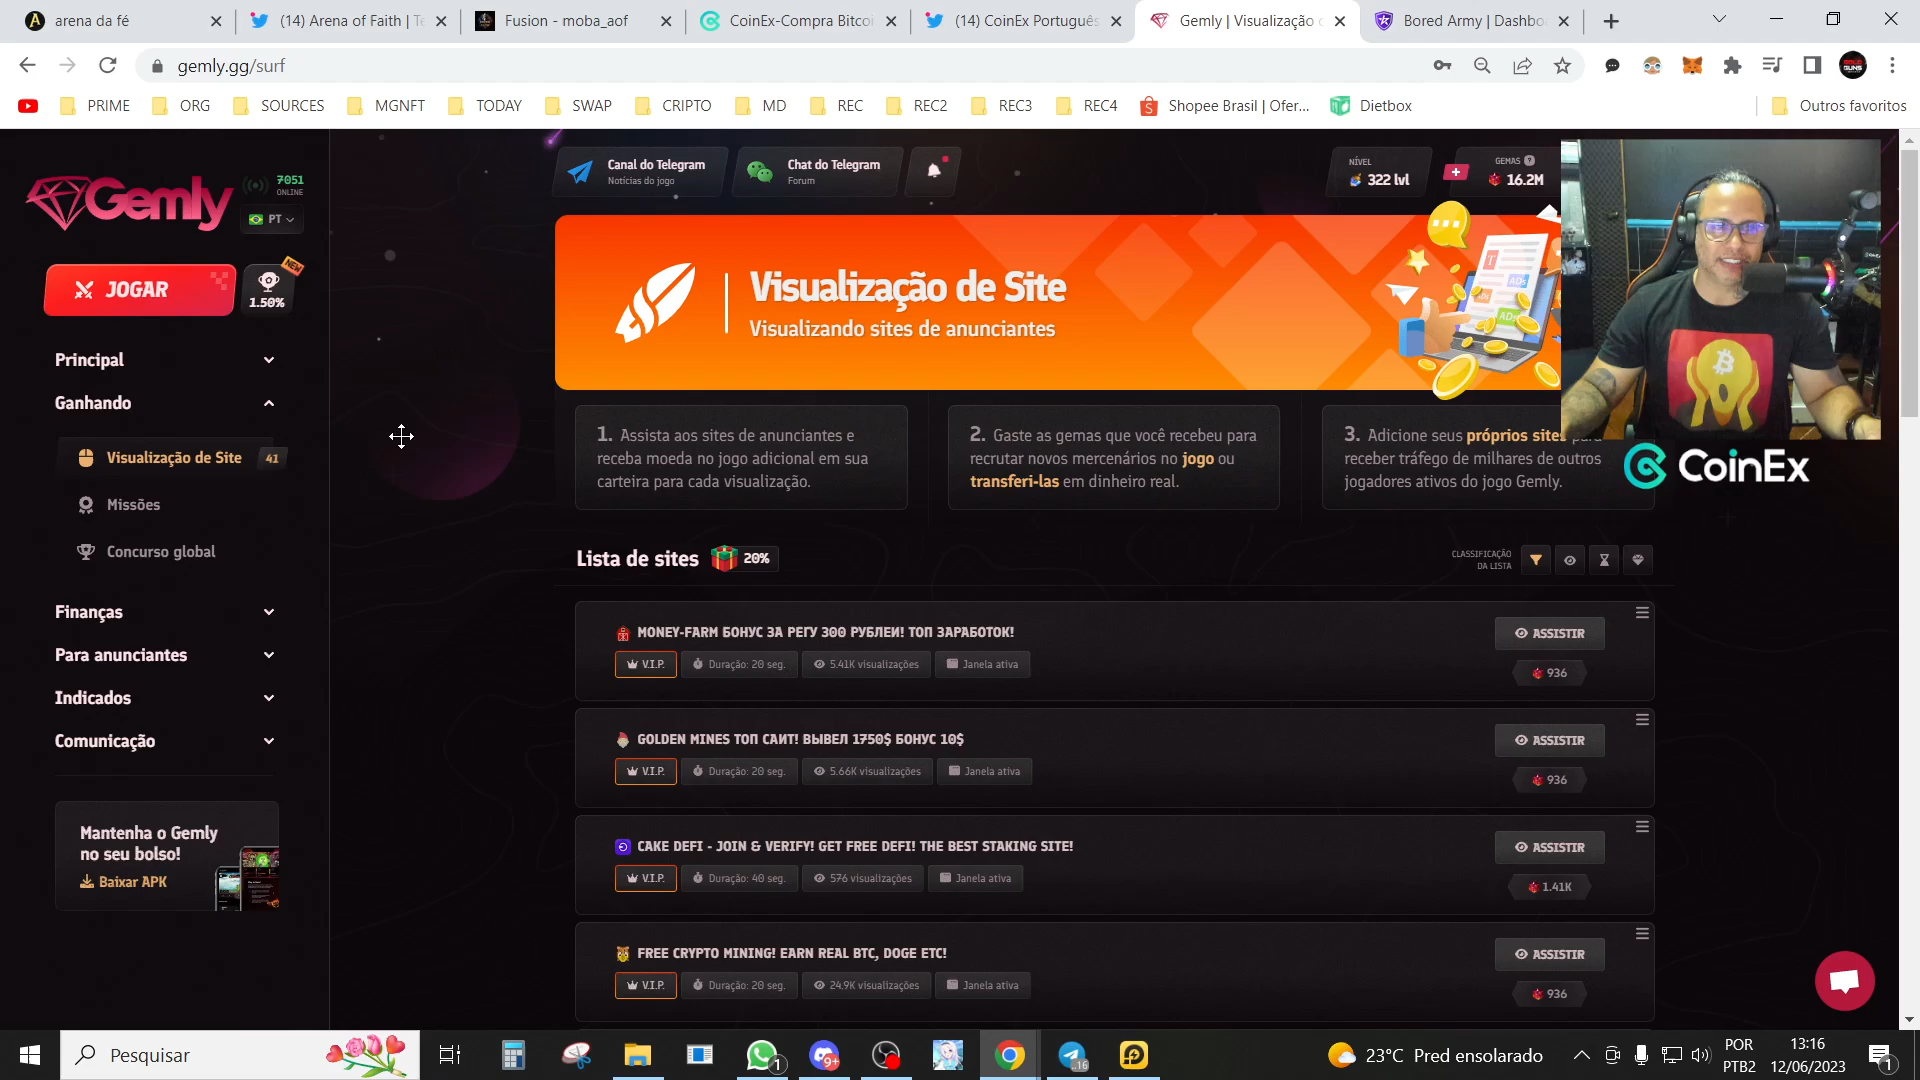 arena da fé
(14) Arena of Faith | Te
Fusion - moba_aof
CoinEx-Compra Bitcoi
(14) CoinEx Português
Gemly | Visualização
Bored Army | Dashbo
gemly.gg/surf
PRIME
ORG
SOURCES
MGNFT
TODAY
SWAP
CRIPTO
MD
REC
REC2
REC3
REC4
Shopee Brasil | Ofer...
Dietbox
Outros favoritos
Gemly
7051
ONLINE
PT
Canal do Telegram
Notícias do jogo
Chat do Telegram
Forum
NÍVEL
322 lvl
GEMAS
16.2M
JOGAR
NEW
1.50%
Visualização de Site
Visualizando sites de anunciantes
Principal
Ganhando
Visualização de Site 41
Missões
Concurso global
Finanças
Para anunciantes
Indicados
Comunicação
Mantenha o Gemly
no seu bolso!
Baixar APK
1. Assista aos sites de anunciantes e
receba moeda no jogo adicional em sua
carteira para cada visualização.
2. Gaste as gemas que você recebeu para
recrutar novos mercenários no jogo ou
transferi-las em dinheiro real.
3. Adicione seus próprios sites para
receber tráfego de milhares de outros
jogadores ativos do jogo Gemly.
CoinEx
Lista de sites
20%
CLASSIFICAÇÃO
DA LISTA
MONEY-FARM БОНУС ЗА РЕГУ 300 РУБЛЕЙ! ТОП ЗАРАБОТОК!
V.I.P. Duração: 20 seg. 5.41K visualizações Janela ativa
ASSISTIR
936
GOLDEN MINES ТОП САЙТ! ВЫВЕЛ 1750$ БОНУС 10$
V.I.P. Duração: 20 seg. 5.66K visualizações Janela ativa
ASSISTIR
936
CAKE DEFI - JOIN & VERIFY! GET FREE DEFI! THE BEST STAKING SITE!
V.I.P. Duração: 40 seg. 576 visualizações Janela ativa
ASSISTIR
1.41K
FREE CRYPTO MINING! EARN REAL BTC, DOGE ETC!
V.I.P. Duração: 20 seg. 24.9K visualizações Janela ativa
ASSISTIR
936
Pesquisar
1
9+
16
23°C Pred ensolarado
POR
PTB2
13:16
12/06/2023
1